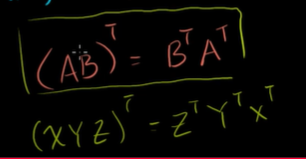 (AB)ᵀ = BᵀAᵀ
(XYZ)ᵀ = ZᵀYᵀXᵀ